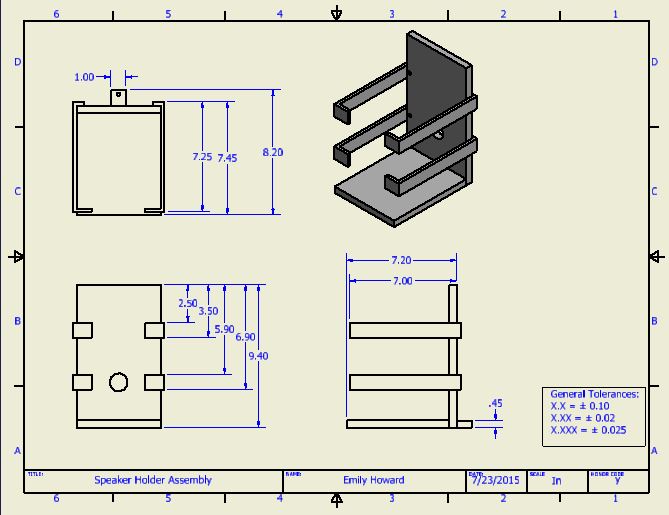 6 5 4 3 2 1
D D
1.00
7.25 7.45 8.20
C C
7.20
7.00
2.50 3.50 5.90 6.90 9.40
B B
.45
General Tolerances:
X.X = ± 0.10
X.XX = ± 0.02
X.XXX = ± 0.025
A A
TITLE: Speaker Holder Assembly NAME: Emily Howard DATE: 7/23/2015 SCALE In HONOR CODE Y
6 5 4 3 2 1